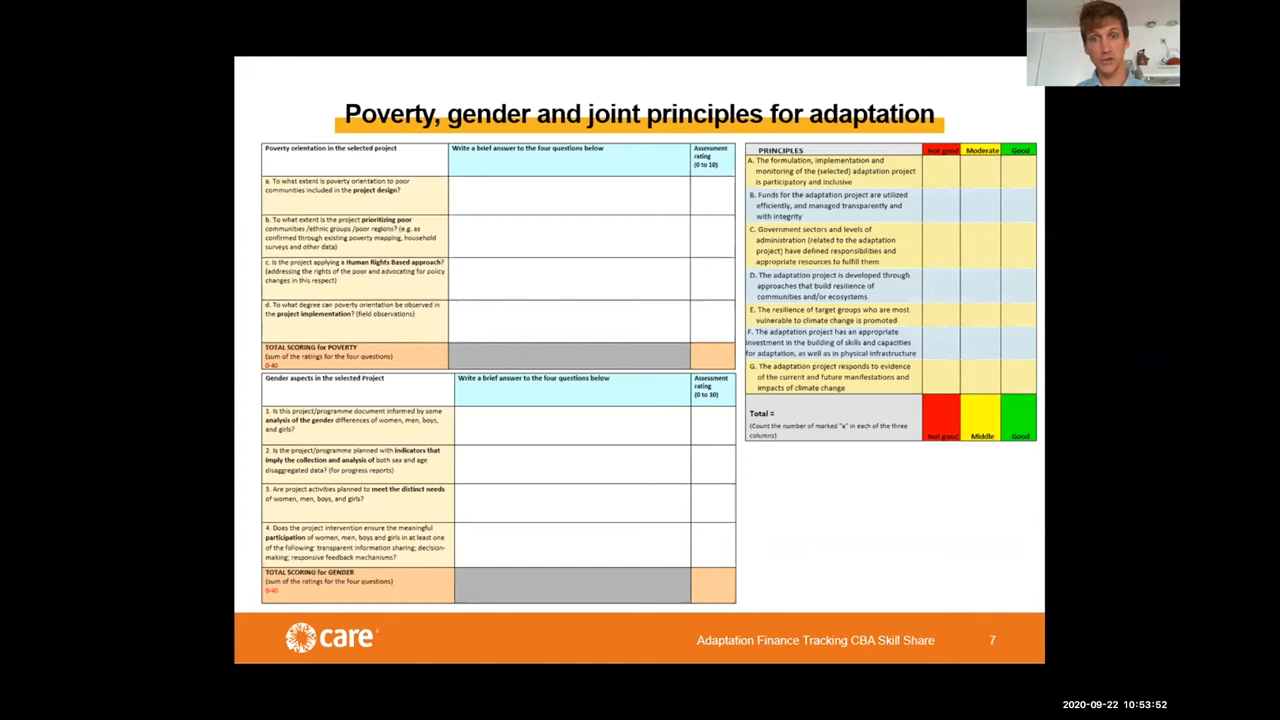 Poverty, gender and joint principles for adaptation
Poverty orientation in the selected project
Write a brief answer to the four questions below
Assessment
rating
(0 to 10)
a. To what extent is poverty orientation to poor
communities included in the project design?
b. To what extent is the project prioritizing poor
communities /ethnic groups /poor regions? (e.g. as
confirmed through existing poverty mapping, household
surveys and other data)
c. Is the project applying a Human Rights Based approach?
(addressing the rights of the poor and advocating for policy
changes in this respect)
d. To what degree can poverty orientation be observed in
the project implementation? (field observations)
TOTAL SCORING for POVERTY
(sum of the ratings for the four questions)
0-40
Gender aspects in the selected Project
Write a brief answer to the four questions below
Assessment
rating
(0 to 10)
1. Is this project/programme document informed by some
analysis of the gender differences of women, men, boys,
and girls?
2. Is the project/programme planned with indicators that
imply the collection and analysis of both sex and age
disaggregated data? (for progress reports)
3. Are project activities planned to meet the distinct needs
of women, men, boys, and girls?
4. Does the project intervention ensure the meaningful
participation of women, men, boys and girls in at least one
of the following: transparent information sharing; decision-
making; responsive feedback mechanisms?
TOTAL SCORING for GENDER
(sum of the ratings for the four questions)
0-40
PRINCIPLES
Not good
Moderate
Good
A. The formulation, implementation and
monitoring of the (selected) adaptation project
is participatory and inclusive
B. Funds for the adaptation project are utilized
efficiently, and managed transparently and
with integrity
C. Government sectors and levels of
administration (related to the adaptation
project) have defined responsibilities and
appropriate resources to fulfill them
D. The adaptation project is developed through
approaches that build resilience of
communities and/or ecosystems
E. The resilience of target groups who are most
vulnerable to climate change is promoted
F. The adaptation project has an appropriate
investment in the building of skills and capacities
for adaptation, as well as in physical infrastructure
G. The adaptation project responds to evidence
of the current and future manifestations and
impacts of climate change
Total =
(Count the number of marked "x" in each of the three
columns)
Not good
Middle
Good
care
Adaptation Finance Tracking CBA Skill Share
7
2020-09-22 10:53:52